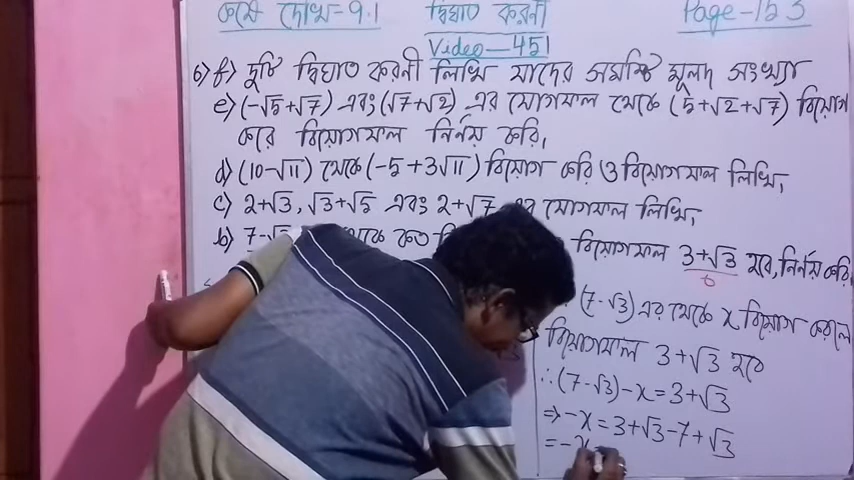 কষে দেখি-9.1 দ্বিঘাত করণী Page-153
Video-451
6) f) দুটি দ্বিঘাত করণী লিখি যাদের সমষ্টি মূলদ সংখ্যা
e) (-√5+√7) এবং (√7+√2) এর যোগফল থেকে (5+√2+√7) বিয়োগ
করে বিয়োগফল নির্ণয় করি,
d) (10-√11) থেকে (-5+3√11) বিয়োগ করি ও বিয়োগফল লিখি,
c) 2+√3, √3+√5 এবং 2+√7 এর যোগফল লিখি,
b) 7-√ থেকে কত বিয়োগফল 3+√3 হবে, নির্ণয় করি
(7-√3) এর থেকে x বিয়োগ করলে
বিয়োগফল 3+√3 হবে
∴(7-√3)-x=3+√3
⇒-x=3+√3-7+√3
=-x